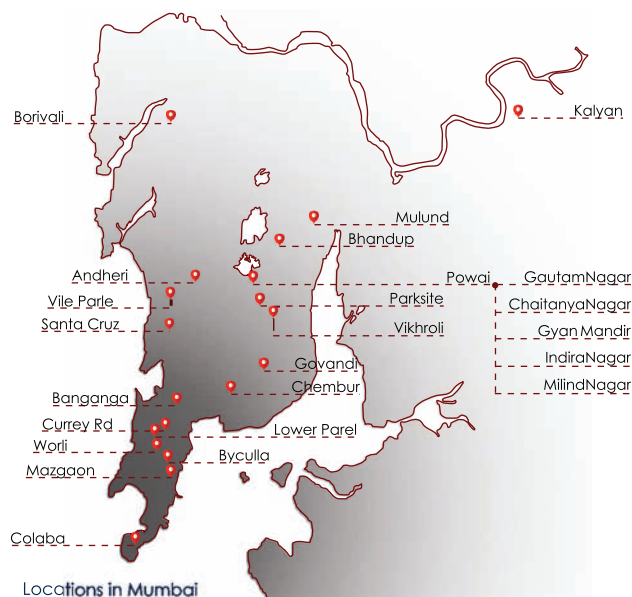 Borivali
Kalyan
Mulund
Bhandup
Andheri
Powai
GautamNagar
Vile Parle
Parksite
ChaitanyaNagar
Santa Cruz
Vikhroli
Gyan Mandir
Govandi
IndiraNagar
Chembur
MilindNagar
Banganga
Currey Rd
Lower Parel
Worli
Byculla
Mazgaon
Colaba
Locations in Mumbai